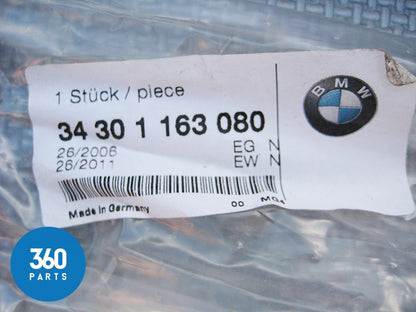 1 Stück / piece
BMW
34 30 1 163 080
26/2006 EG N
26/2011 EW N
Made in Germany 00
360
PARTS